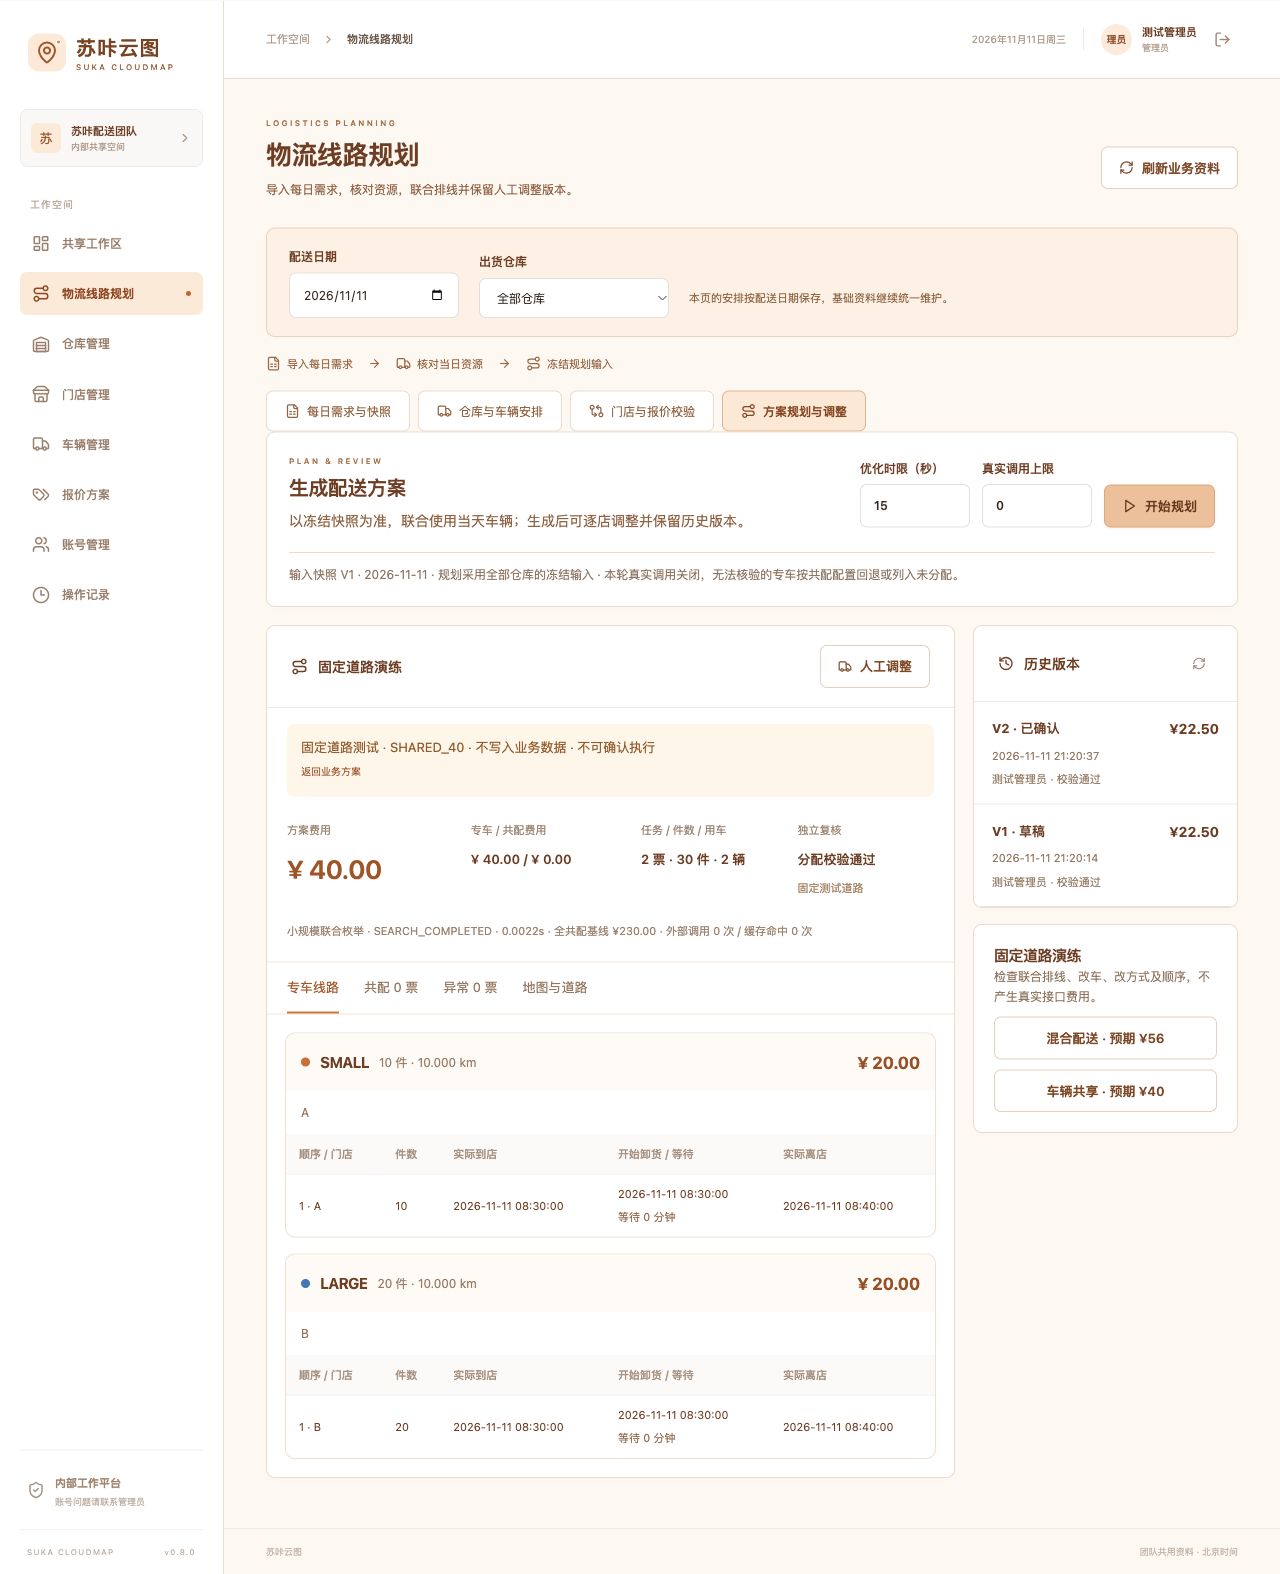 苏咔云图
SUKA CLOUDMAP
苏
苏咔配送团队
内部共享空间
工作空间
共享工作区
物流线路规划
仓库管理
门店管理
车辆管理
报价方案
账号管理
操作记录
内部工作平台
账号问题请联系管理员
SUKA CLOUDMAP
v0.8.0
工作空间
物流线路规划
2026年11月11日周三
理员
测试管理员
管理员
LOGISTICS PLANNING
物流线路规划
导入每日需求，核对资源，联合排线并保留人工调整版本。
刷新业务资料
配送日期
2026/11/11
出货仓库
全部仓库
本页的安排按配送日期保存，基础资料继续统一维护。
导入每日需求
核对当日资源
冻结规划输入
每日需求与快照
仓库与车辆安排
门店与报价校验
方案规划与调整
PLAN & REVIEW
生成配送方案
以冻结快照为准，联合使用当天车辆；生成后可逐店调整并保留历史版本。
优化时限（秒）
15
真实调用上限
0
开始规划
输入快照 V1 · 2026-11-11 · 规划采用全部仓库的冻结输入 · 本轮真实调用关闭，无法核验的专车按共配配置回退或列入未分配。
固定道路演练
人工调整
固定道路测试 · SHARED_40 · 不写入业务数据 · 不可确认执行
返回业务方案
方案费用
¥ 40.00
专车 / 共配费用
¥ 40.00 / ¥ 0.00
任务 / 件数 / 用车
2 票 · 30 件 · 2 辆
独立复核
分配校验通过
固定测试道路
小规模联合枚举 · SEARCH_COMPLETED · 0.0022s · 全共配基线 ¥230.00 · 外部调用 0 次 / 缓存命中 0 次
专车线路
共配 0 票
异常 0 票
地图与道路
SMALL 10 件 · 10.000 km
¥ 20.00
A
顺序 / 门店 件数 实际到店 开始卸货 / 等待 实际离店
1 · A 10 2026-11-11 08:30:00 2026-11-11 08:30:00 2026-11-11 08:40:00
等待 0 分钟
LARGE 20 件 · 10.000 km
¥ 20.00
B
顺序 / 门店 件数 实际到店 开始卸货 / 等待 实际离店
1 · B 20 2026-11-11 08:30:00 2026-11-11 08:30:00 2026-11-11 08:40:00
等待 0 分钟
历史版本
V2 · 已确认
¥22.50
2026-11-11 21:20:37
测试管理员 · 校验通过
V1 · 草稿
¥22.50
2026-11-11 21:20:14
测试管理员 · 校验通过
固定道路演练
检查联合排线、改车、改方式及顺序，不
产生真实接口费用。
混合配送 · 预期 ¥56
车辆共享 · 预期 ¥40
苏咔云图
团队共用资料 · 北京时间